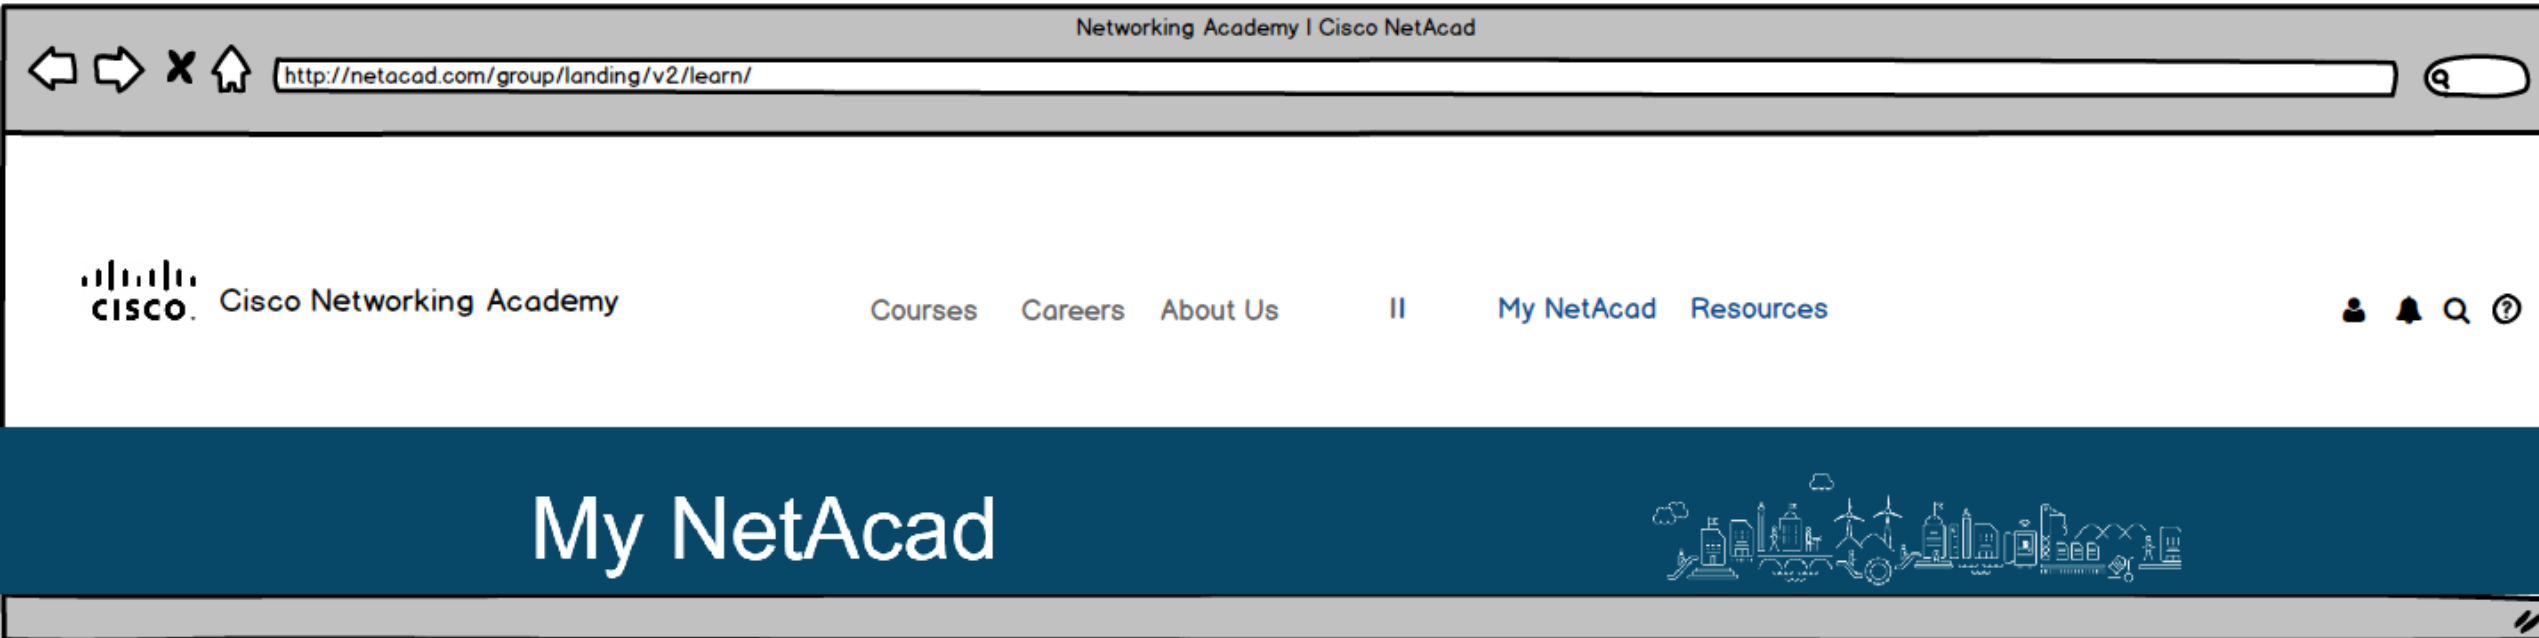 Networking Academy | Cisco NetAcad
http://netacad.com/group/landing/v2/learn/
CISCO. Cisco Networking Academy Courses Careers About Us || My NetAcad Resources
My NetAcad